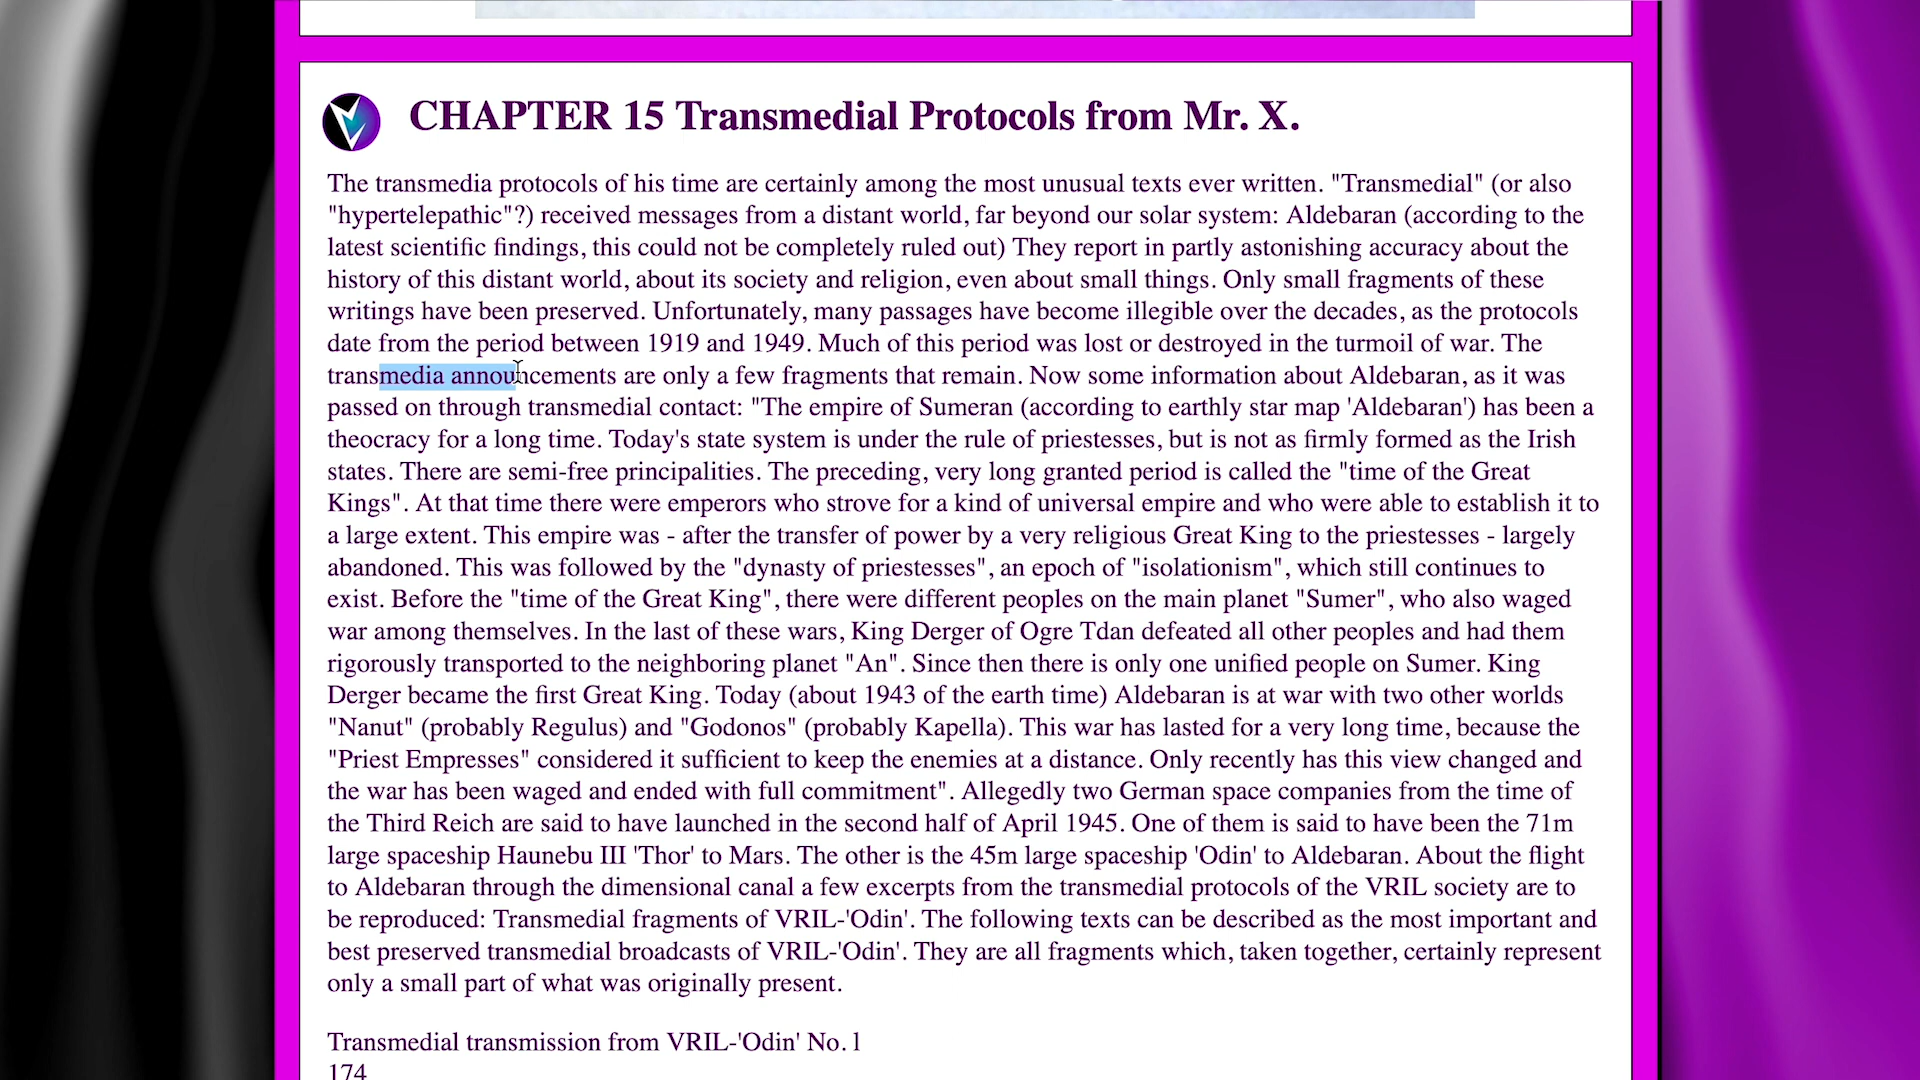 CHAPTER 15 Transmedial Protocols from Mr. X.
The transmedia protocols of his time are certainly among the most unusual texts ever written. "Transmedial" (or also
"hypertelepathic"?) received messages from a distant world, far beyond our solar system: Aldebaran (according to the
latest scientific findings, this could not be completely ruled out) They report in partly astonishing accuracy about the
history of this distant world, about its society and religion, even about small things. Only small fragments of these
writings have been preserved. Unfortunately, many passages have become illegible over the decades, as the protocols
date from the period between 1919 and 1949. Much of this period was lost or destroyed in the turmoil of war. The
transmedia announcements are only a few fragments that remain. Now some information about Aldebaran, as it was
passed on through transmedial contact: "The empire of Sumeran (according to earthly star map 'Aldebaran') has been a
theocracy for a long time. Today's state system is under the rule of priestesses, but is not as firmly formed as the Irish
states. There are semi-free principalities. The preceding, very long granted period is called the "time of the Great
Kings". At that time there were emperors who strove for a kind of universal empire and who were able to establish it to
a large extent. This empire was - after the transfer of power by a very religious Great King to the priestesses - largely
abandoned. This was followed by the "dynasty of priestesses", an epoch of "isolationism", which still continues to
exist. Before the "time of the Great King", there were different peoples on the main planet "Sumer", who also waged
war among themselves. In the last of these wars, King Derger of Ogre Tdan defeated all other peoples and had them
rigorously transported to the neighboring planet "An". Since then there is only one unified people on Sumer. King
Derger became the first Great King. Today (about 1943 of the earth time) Aldebaran is at war with two other worlds
"Nanut" (probably Regulus) and "Godonos" (probably Kapella). This war has lasted for a very long time, because the
"Priest Empresses" considered it sufficient to keep the enemies at a distance. Only recently has this view changed and
the war has been waged and ended with full commitment". Allegedly two German space companies from the time of
the Third Reich are said to have launched in the second half of April 1945. One of them is said to have been the 71m
large spaceship Haunebu III 'Thor' to Mars. The other is the 45m large spaceship 'Odin' to Aldebaran. About the flight
to Aldebaran through the dimensional canal a few excerpts from the transmedial protocols of the VRIL society are to
be reproduced: Transmedial fragments of VRIL-'Odin'. The following texts can be described as the most important and
best preserved transmedial broadcasts of VRIL-'Odin'. They are all fragments which, taken together, certainly represent
only a small part of what was originally present.
Transmedial transmission from VRIL-'Odin' No. 1
174